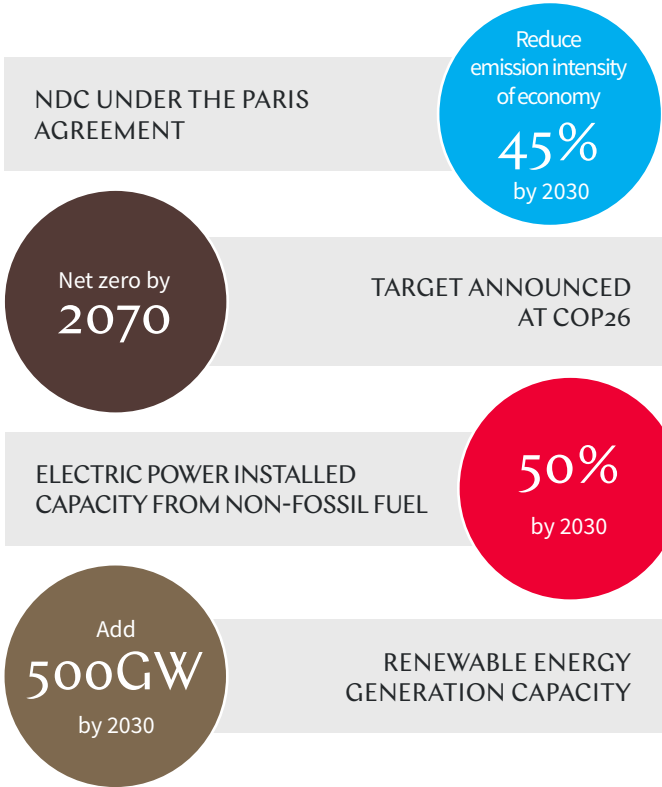 NDC UNDER THE PARIS
AGREEMENT
Reduce
emission intensity
of economy
45%
by 2030
Net zero by
2070
TARGET ANNOUNCED
AT COP26
ELECTRIC POWER INSTALLED
CAPACITY FROM NON-FOSSIL FUEL
50%
by 2030
Add
500GW
by 2030
RENEWABLE ENERGY
GENERATION CAPACITY